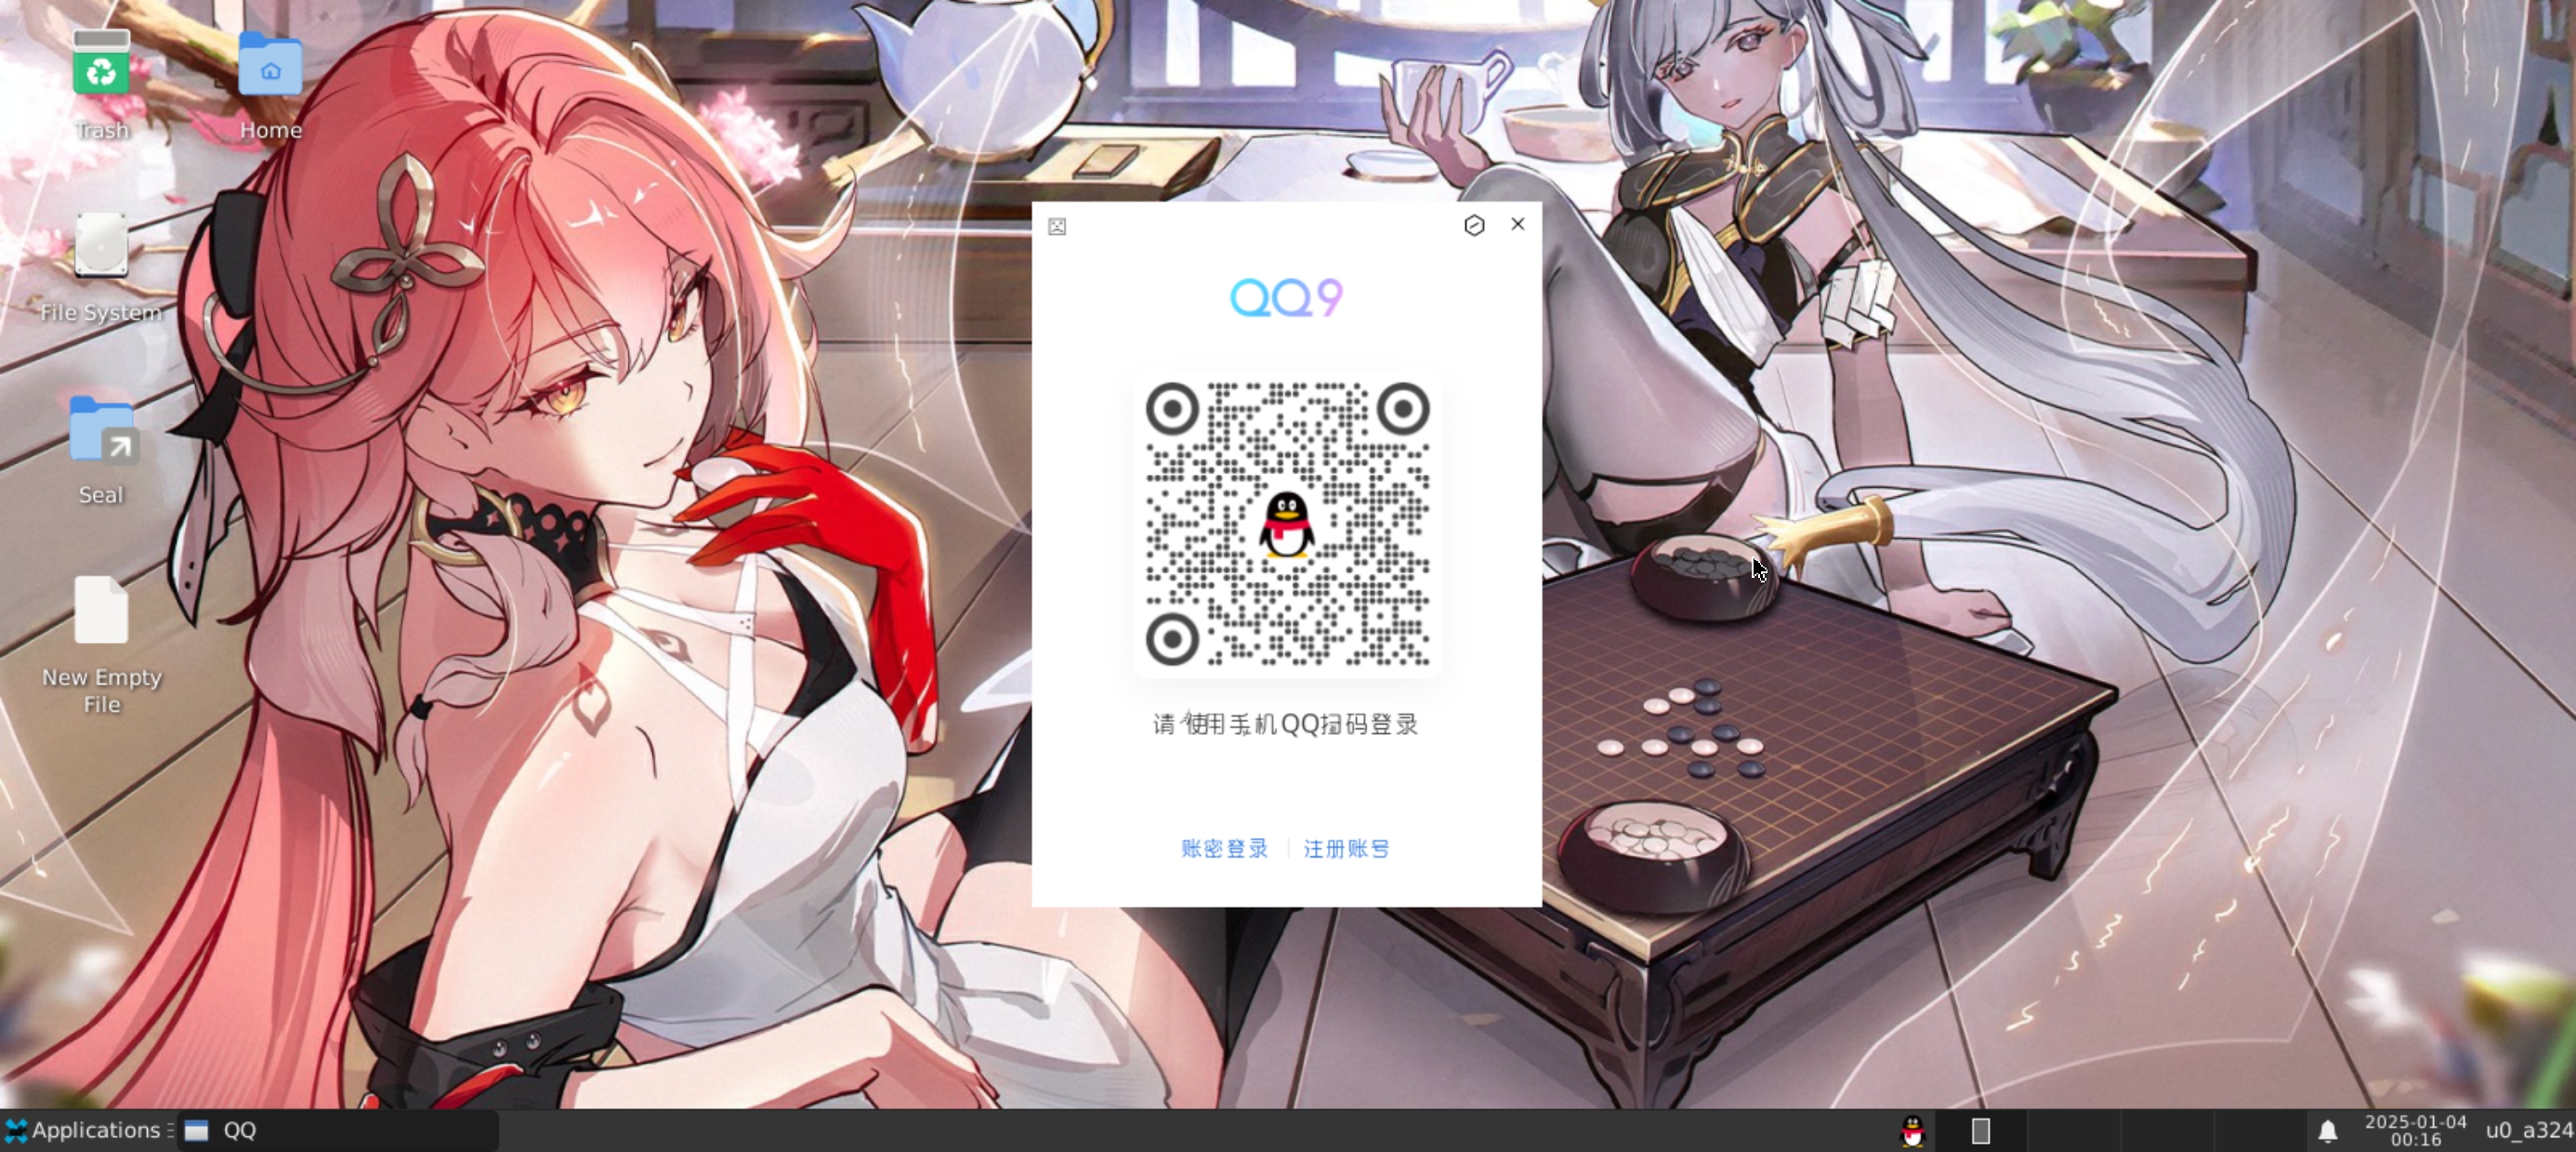 Trash
Home
File System
Seal
New Empty
File
QQ9
请使用手机QQ扫码登录
账密登录
注册账号
Applications
QQ
2025-01-04
00:16
u0_a324